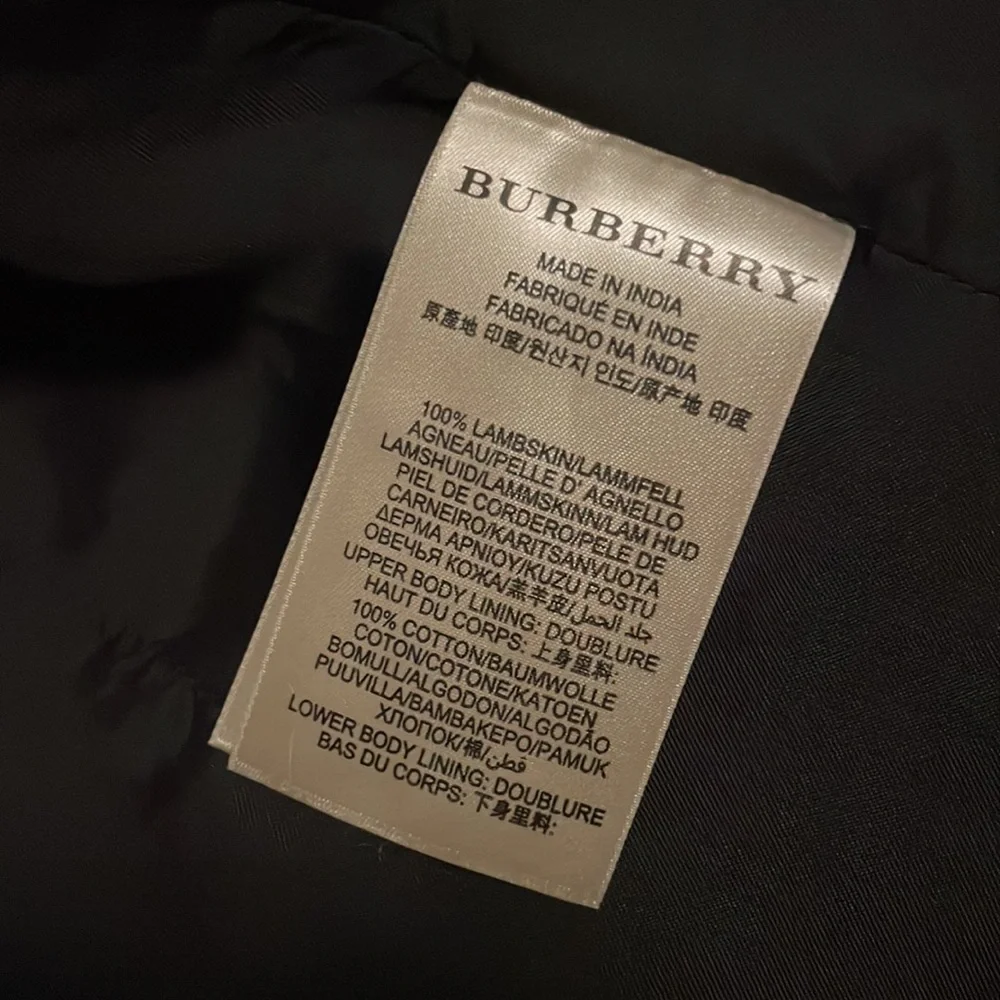 BURBERRY
MADE IN INDIA
FABRIQUÉ EN INDE
FABRICADO NA ÍNDIA
原産地 印度/원산지 인도/原产地 印度
100% LAMBSKIN/LAMMFELL
AGNEAU/PELLE D' AGNELLO
LAMSHUID/LAMMSKINN/LAM HUD
PIEL DE CORDERO/PELE DE
CARNEIRO/KARITSANVUOTA
ΔΕΡΜΑ ΑΡΝΙΟΥ/KUZU POSTU
ОВЕЧЬЯ КОЖА/羔羊皮/جلد الحمل
UPPER BODY LINING: DOUBLURE
HAUT DU CORPS: 上身里料:
100% COTTON/BAUMWOLLE
COTON/COTONE/KATOEN
BOMULL/ALGODON/ALGODÃO
PUUVILLA/ΒΑΜΒΑΚΕΡΟ/PAMUK
ХЛОПОК/棉/قطن
LOWER BODY LINING: DOUBLURE
BAS DU CORPS: 下身里料: